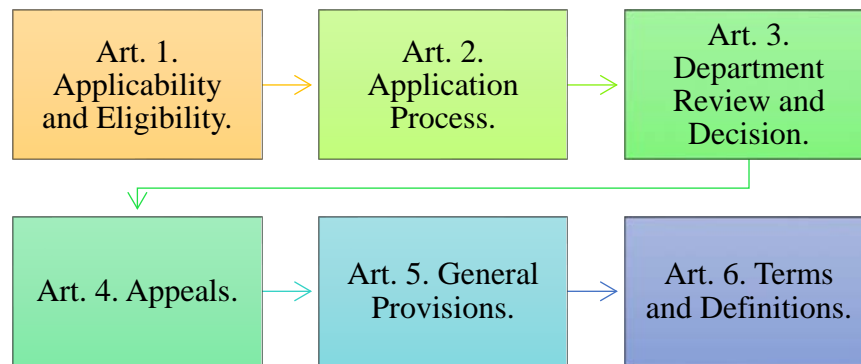 Art. 1.
Applicability
and Eligibility.
Art. 2.
Application
Process.
Art. 3.
Department
Review and
Decision.
Art. 4. Appeals.
Art. 5. General
Provisions.
Art. 6. Terms
and Definitions.